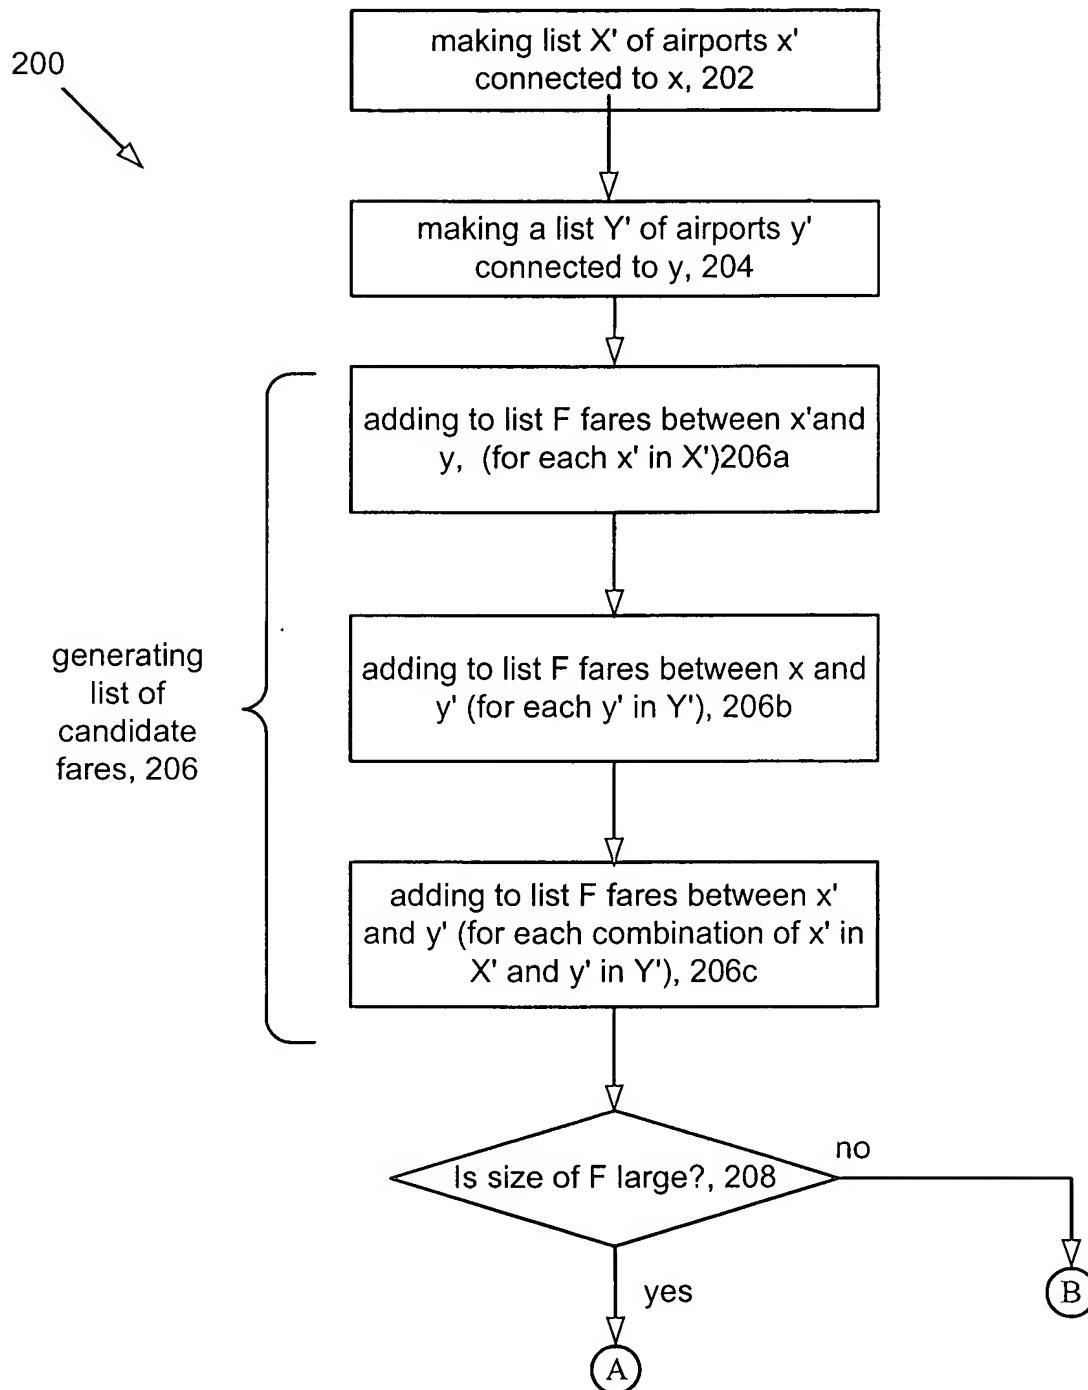 making list X' of airports x'
connected to x, 202
200
making a list Y' of airports y'
connected to y, 204
adding to list F fares between x'and
y, (for each x' in X')206a
adding to list F fares between x and
y' (for each y' in Y'), 206b
generating
list of
candidate
fares, 206
adding to list F fares between x'
and y' (for each combination of x' in
X' and y' in Y'), 206c
Is size of F large?, 208
no
yes
B
A